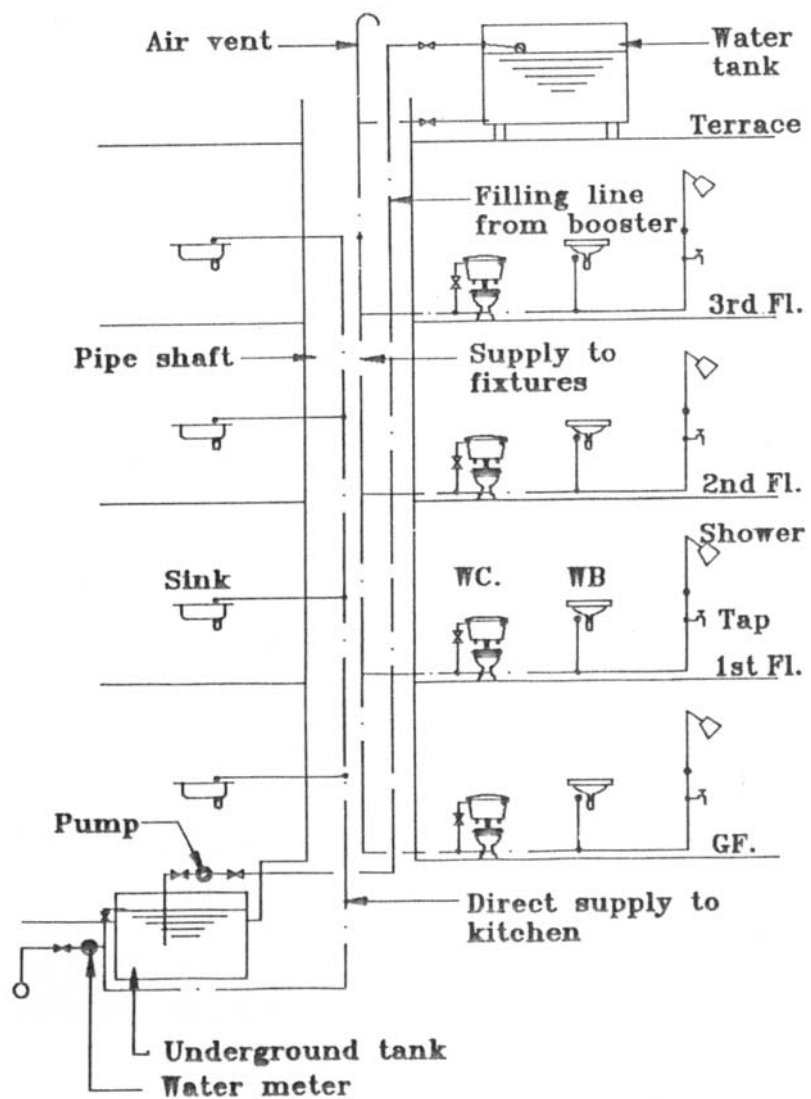 Air vent
Water
tank
Terrace
Filling line
from booster
3rd Fl.
Pipe shaft
Supply to
fixtures
2nd Fl.
Shower
Sink
WC.
WB
Tap
1st Fl.
Pump
GF.
Direct supply to
kitchen
Underground tank
Water meter